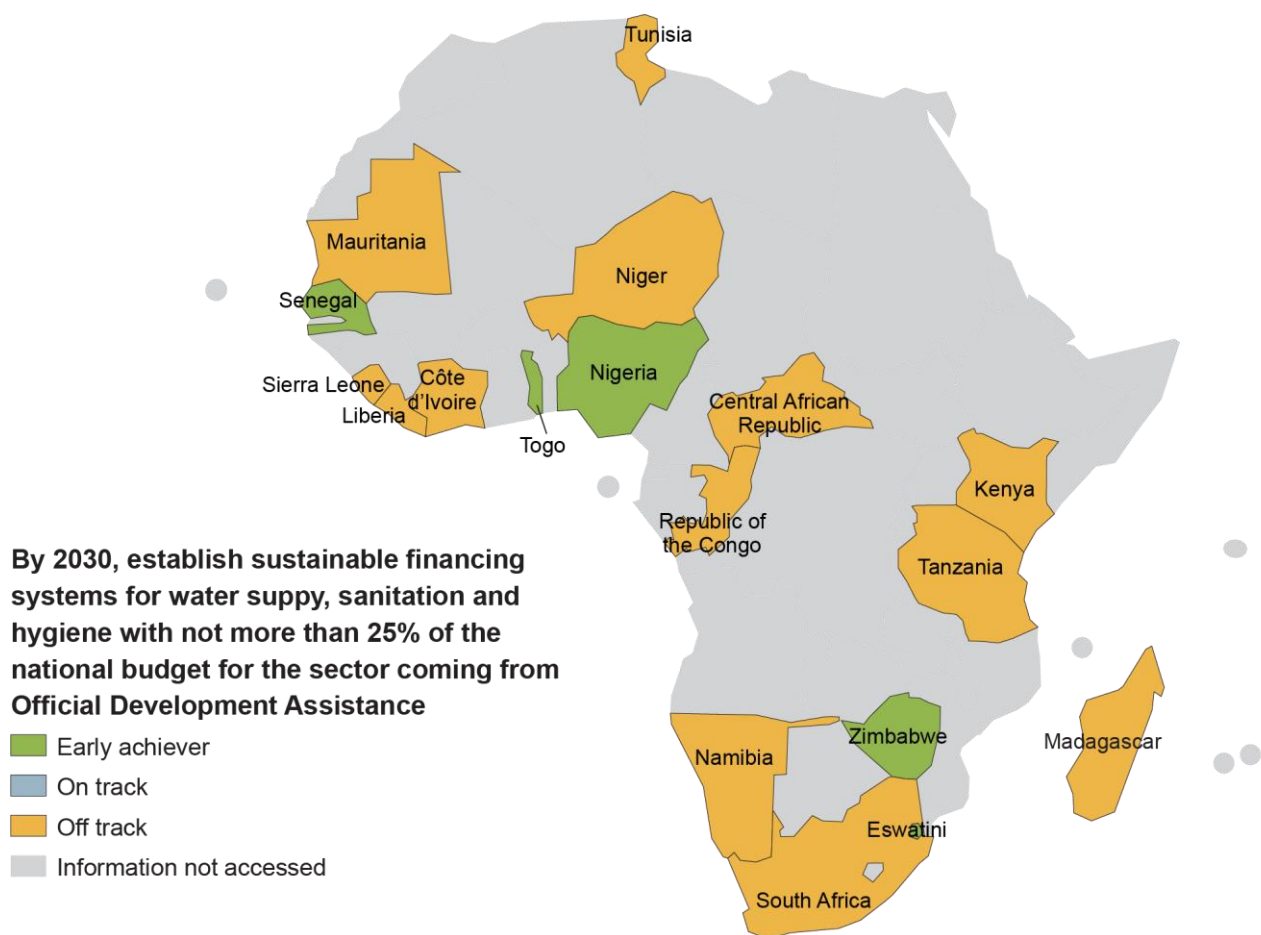 Tunisia
Mauritania
Niger
Senegal
Nigeria
Sierra Leone
Côte
d'Ivoire
Liberia
Togo
Central African
Republic
Kenya
Republic of
the Congo
Tanzania
By 2030, establish sustainable financing
systems for water suppy, sanitation and
hygiene with not more than 25% of the
national budget for the sector coming from
Official Development Assistance
Early achiever
On track
Off track
Information not accessed
Zimbabwe
Namibia
Madagascar
Eswatini
South Africa